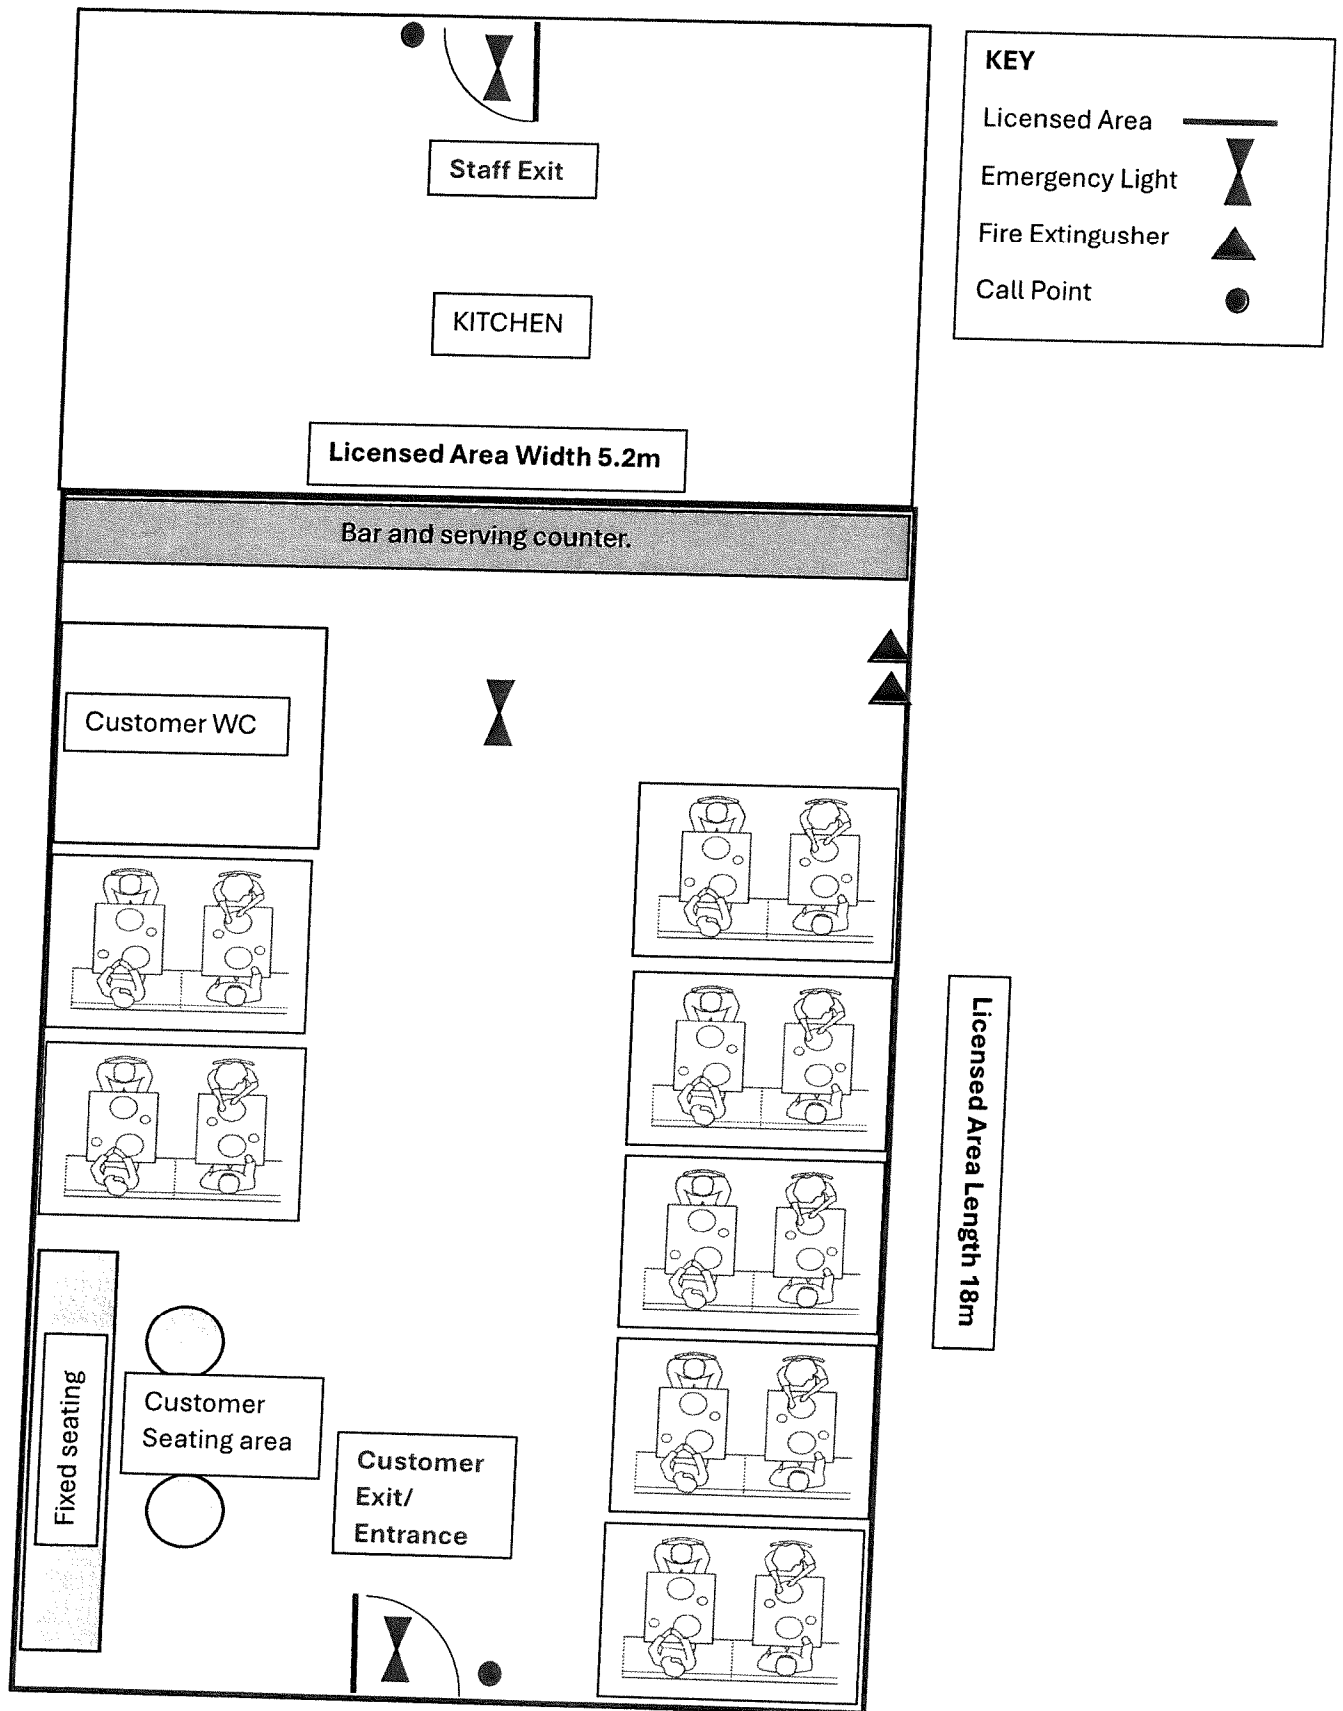 KEY
Licensed Area
Emergency Light
Fire Extingusher
Call Point
Staff Exit
KITCHEN
Licensed Area Width 5.2m
Bar and serving counter.
Customer WC
Licensed Area Length 18m
Fixed seating
Customer
Seating area
Customer
Exit/
Entrance